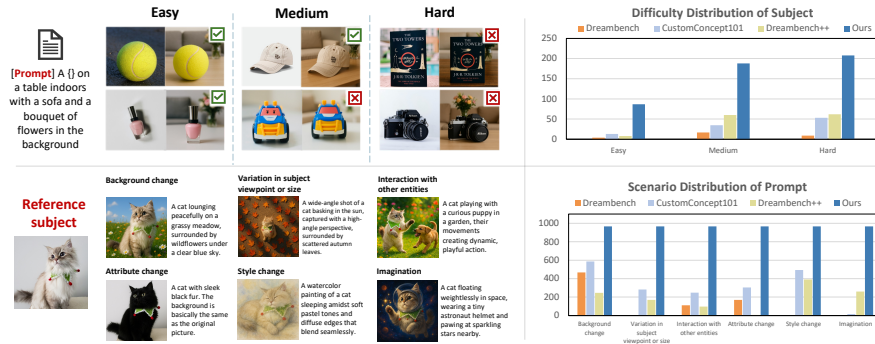 Easy
Medium
Hard
[Prompt] A {} on
a table indoors
with a sofa and a
bouquet of
flowers in the
background
THE
TWO TOWERS
THE
TWO TOWERS
Difficulty Distribution of Subject
Dreambench
CustomConcept101
Dreambench++
Ours
250
200
150
100
50
0
Easy
Medium
Hard
Reference
subject
Background change
A cat lounging
peacefully on a
grassy meadow,
surrounded by
wildflowers under
a clear blue sky.
Variation in subject
viewpoint or size
A wide-angle shot of a
cat basking in the sun,
captured with a high-
angle perspective,
surrounded by
scattered autumn
leaves.
Interaction with
other entities
A cat playing with
a curious puppy in
a garden, their
movements
creating dynamic,
playful action.
Attribute change
A cat with sleek
black fur. The
background is
basically the same as
the original
picture.
Style change
A watercolor
painting of a cat
sleeping amidst soft
pastel tones and
diffuse edges that
blend seamlessly.
Imagination
A cat floating
weightlessly in space,
wearing a tiny
astronaut helmet and
pawing at sparkling
stars nearby.
Scenario Distribution of Prompt
Dreambench
CustomConcept101
Dreambench++
Ours
1000
800
600
400
200
0
Background
change
Variation in
subject
viewpoint or size
Interaction with
other entities
Attribute change
Style change
Imagination